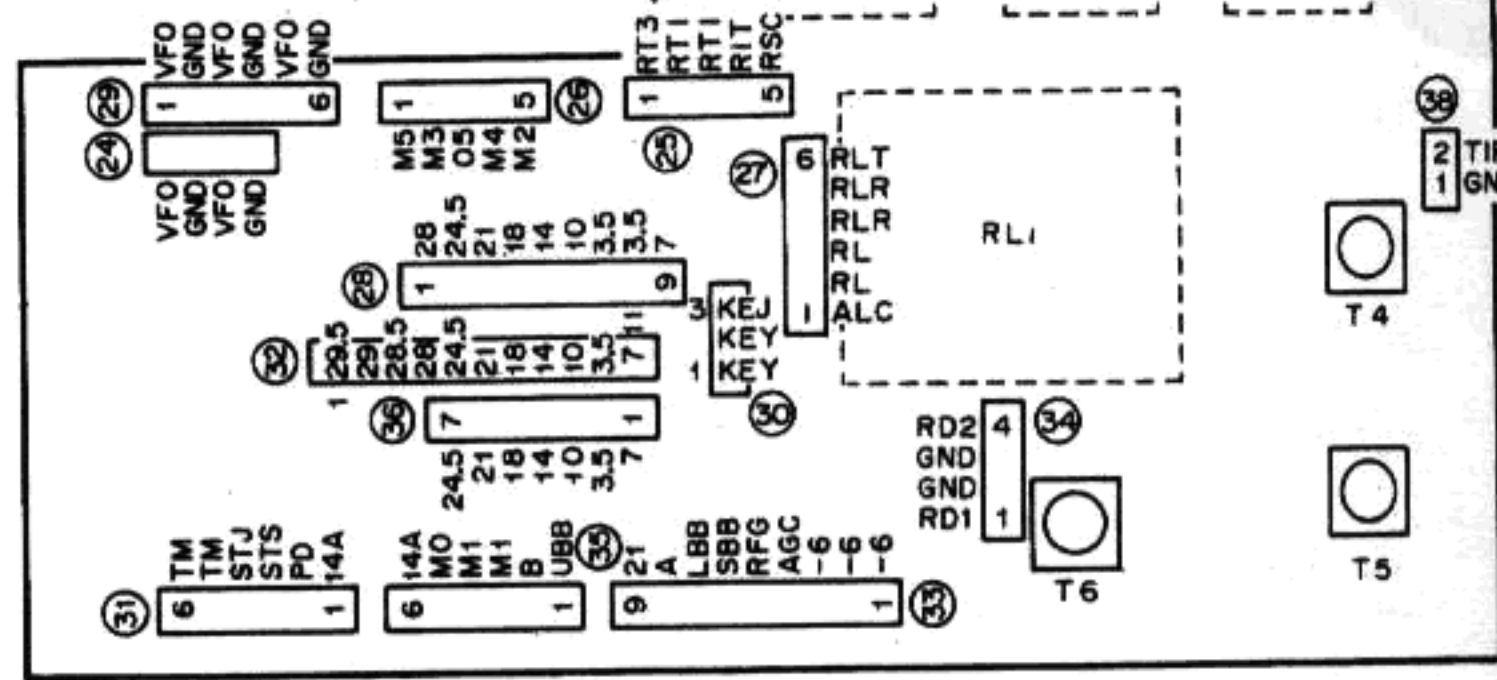 RT3
RT1
RT1
RIT
RSC
VFO
GND
VFO
GND
VFO
GND
29
1
6
1
5
26
1
5
38
24
VFO
GND
VFO
GND
M5
M3
05
M4
M2
25
27
6 RLT
RLR
RLR
RL
RL
1 ALC
RL1
2
1
T4
28
24.5
21
18
14
10
3.5
3.5
7
28
1
9
3 KEJ
KEY
1 KEY
30
32
29.5
29
28.5
28
24.5
21
18
14
10
3.5
7
1
11
36
7
1
24.5
21
18
14
10
3.5
7
RD2 4
GND
GND
RD1 1
34
T6
T5
TM
TM
STJ
STS
PD
14A
31
6
1
14A
MO
M1
M1
B
UBB
35
6
1
21
A
LBB
SBB
RFG
AGC
-6
-6
-6
9
1
33